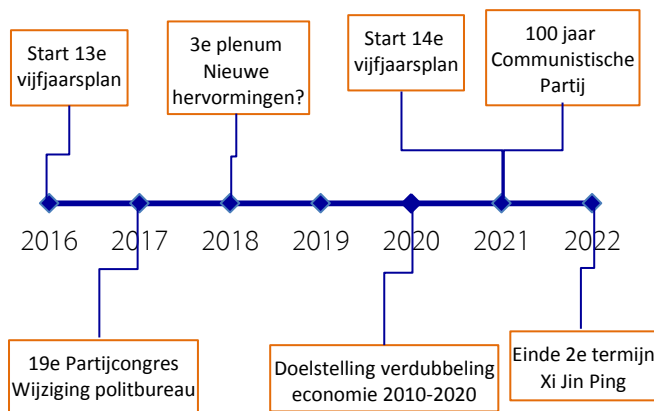 Start 13e
vijfjaarsplan
3e plenum
Nieuwe
hervormingen?
Start 14e
vijfjaarsplan
100 jaar
Communistische
Partij
2016 2017 2018 2019 2020 2021 2022
19e Partijcongres
Wijziging politbureau
Doelstelling verdubbeling
economie 2010-2020
Einde 2e termijn
Xi Jin Ping